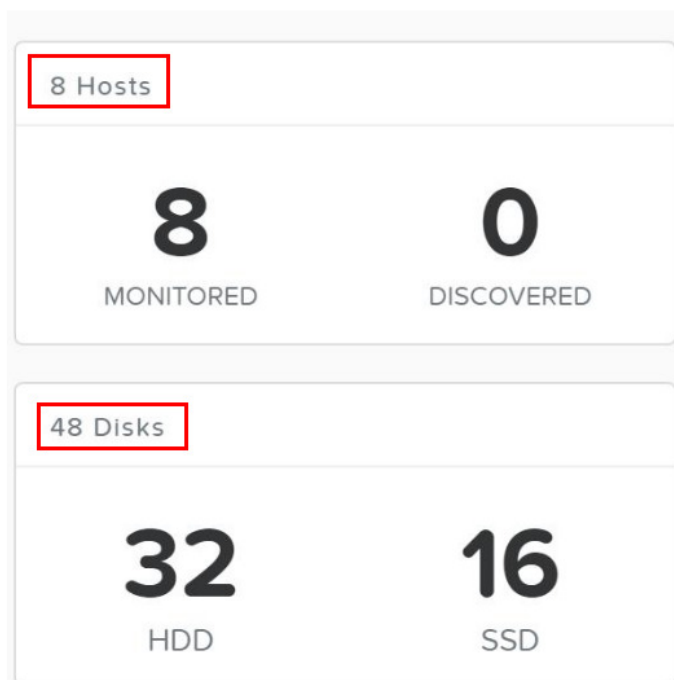 8 Hosts
8 0
MONITORED DISCOVERED
48 Disks
32 16
HDD SSD